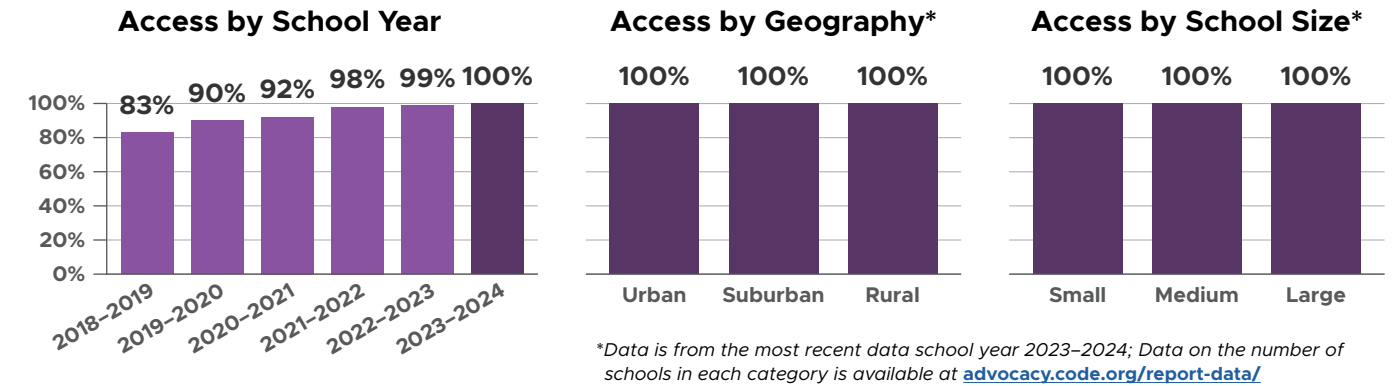 Access by School Year
83%
90%
92%
98%
99%
100%
100%
80%
60%
40%
20%
0%
2018–2019
2019–2020
2020–2021
2021–2022
2022–2023
2023–2024
Access by Geography*
100%
100%
100%
Urban
Suburban
Rural
Access by School Size*
100%
100%
100%
Small
Medium
Large
*Data is from the most recent data school year 2023–2024; Data on the number of
schools in each category is available at advocacy.code.org/report-data/